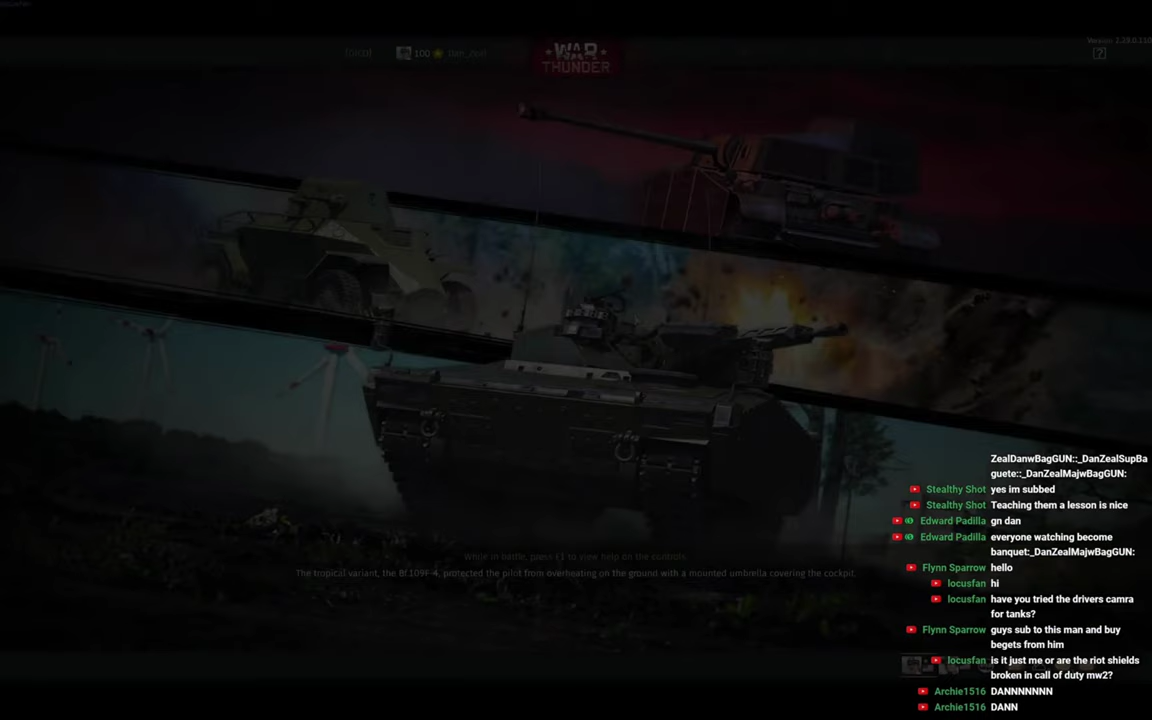 100
WAR
THUNDER
[?]
While in battle, press F1 to view help on the controls
The tropical variant, the Bf.109F-4, protected the pilot from overheating on the ground with a mounted umbrella covering the cockpit.
ZealDanwBagGUN::_DanZealSupBa
guete::_DanZealMajwBagGUN:
Stealthy Shot yes im subbed
Stealthy Shot Teaching them a lesson is nice
Edward Padilla gn dan
Edward Padilla everyone watching become
banquet:_DanZealMajwBagGUN:
Flynn Sparrow hello
locusfan hi
locusfan have you tried the drivers camra
for tanks?
Flynn Sparrow guys sub to this man and buy
begets from him
locusfan is it just me or are the riot shields
broken in call of duty mw2?
Archie1516 DANNNNNNN
Archie1516 DANN